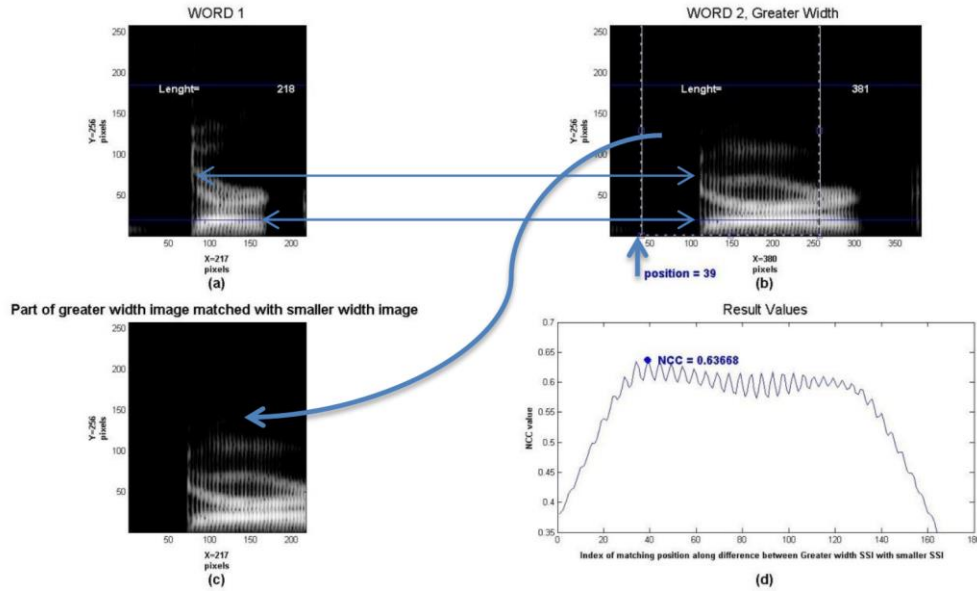 WORD 1
250
200
150
100
50
Lenght= 218
Y=256
pixels
50 100 150 200
X=217
pixels
(a)
WORD 2, Greater Width
250
200
150
100
50
Lenght= 381
Y=256
pixels
50 100 150 200 250 300 350
X=380
pixels
position = 39
(b)
Part of greater width image matched with smaller width image
250
200
150
100
50
Y=256
pixels
50 100 150 200
X=217
pixels
(c)
Result Values
0.7
0.65
0.6
0.55
0.5
0.45
0.4
0.35
NCC = 0.63668
NCC value
0 20 40 60 80 100 120 140 160 180
Index of matching position along difference between Greater width SSI with smaller SSI
(d)